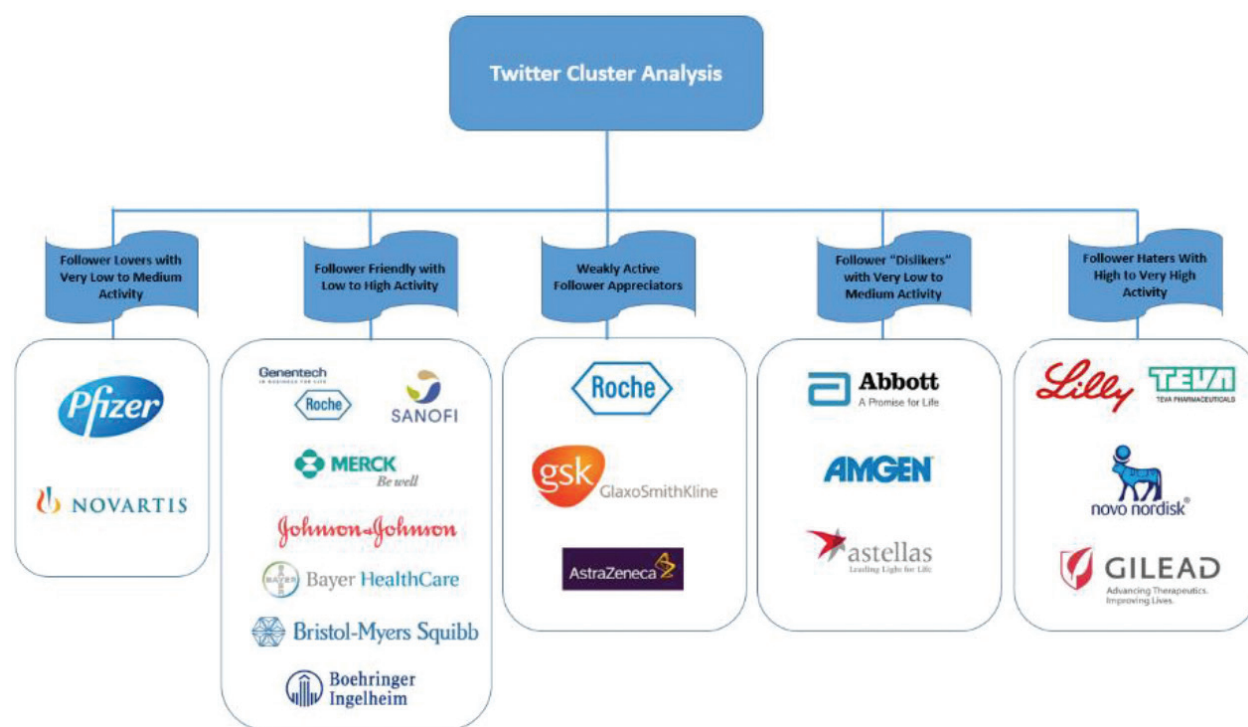 Twitter Cluster Analysis
Follower Lovers with
Very Low to Medium
Activity
Follower Friendly with
Low to High Activity
Weakly Active
Follower Appreciators
Follower “Dislikers”
with Very Low to
Medium Activity
Follower Haters With
High to Very High
Activity
Pfizer
NOVARTIS
Genentech
IN BUSINESS FOR LIFE
Roche
SANOFI
MERCK
Be well
Johnson & Johnson
BAYER
Bayer HealthCare
Bristol-Myers Squibb
Boehringer
Ingelheim
Roche
gsk
GlaxoSmithKline
AstraZeneca
Abbott
A Promise for Life
AMGEN
astellas
Leading Light for Life
Lilly
TEVA
TEVA PHARMACEUTICALS
novo nordisk®
GILEAD
Advancing Therapeutics.
Improving Lives.